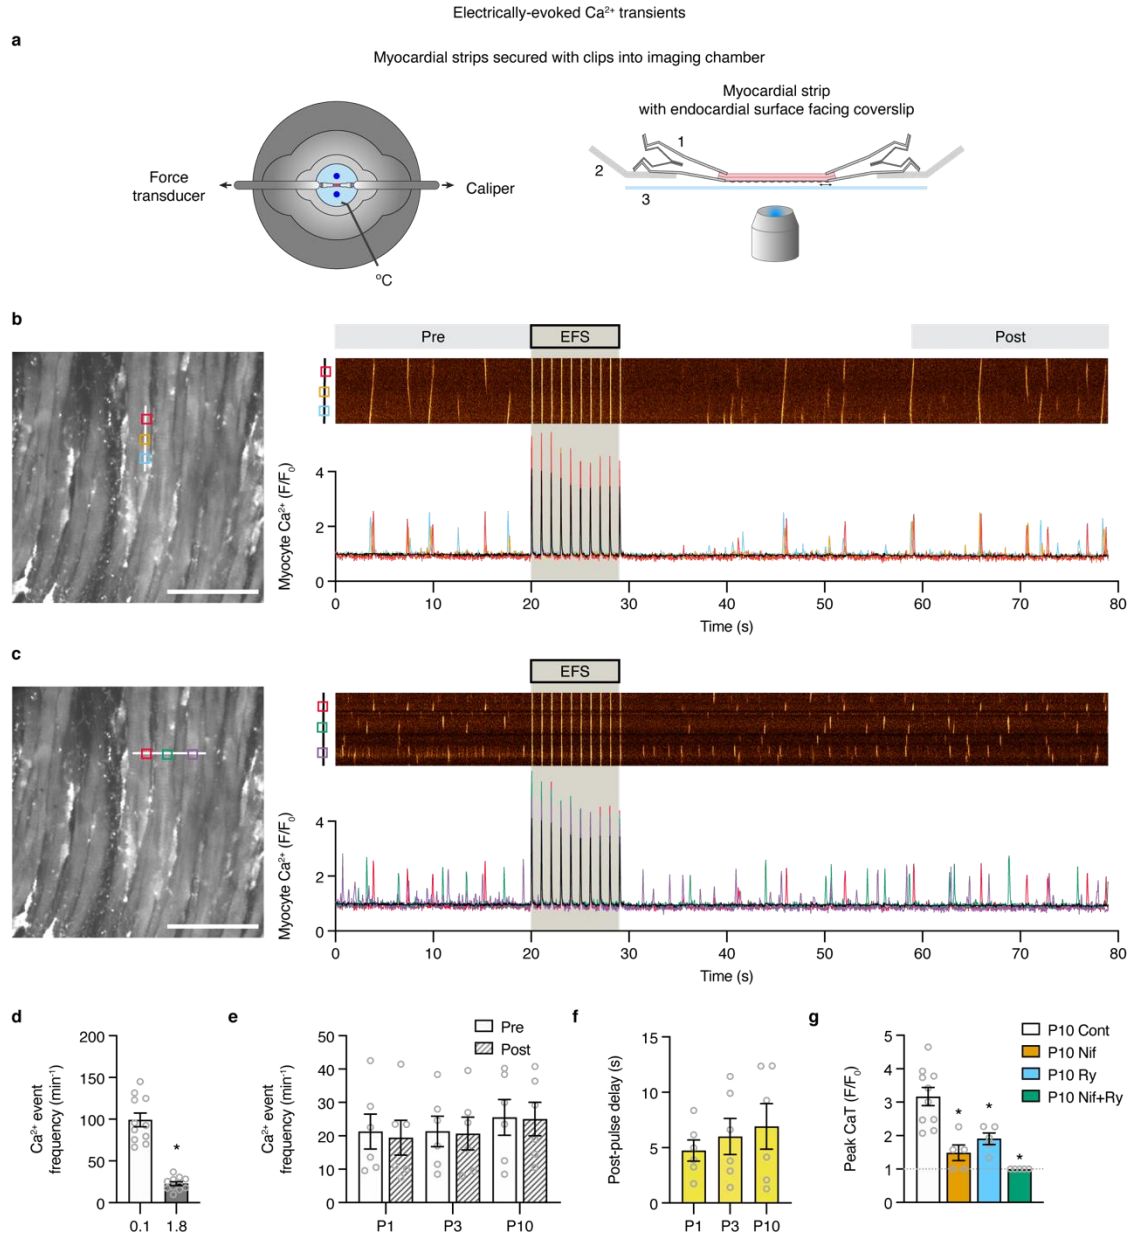 Electrically-evoked Ca²⁺ transients
a
Myocardial strips secured with clips into imaging chamber
Myocardial strip
with endocardial surface facing coverslip
Force
transducer
Caliper
ºC
1
2
3
b
Pre
EFS
Post
Myocyte Ca²⁺ (F/F₀)
4
2
0
0 10 20 30 40 50 60 70 80
Time (s)
c
EFS
Myocyte Ca²⁺ (F/F₀)
4
2
0
0 10 20 30 40 50 60 70 80
Time (s)
d
Ca²⁺ event
frequency (min⁻¹)
200
150
100
50
0
*
0.1 1.8
e
Ca²⁺ event
frequency (min⁻¹)
50
40
30
20
10
0
Pre
Post
P1 P3 P10
f
Post-pulse delay (s)
15
10
5
0
P1 P3 P10
g
Peak CaT (F/F₀)
5
4
3
2
1
0
* * *
P10 Cont
P10 Nif
P10 Ry
P10 Nif+Ry